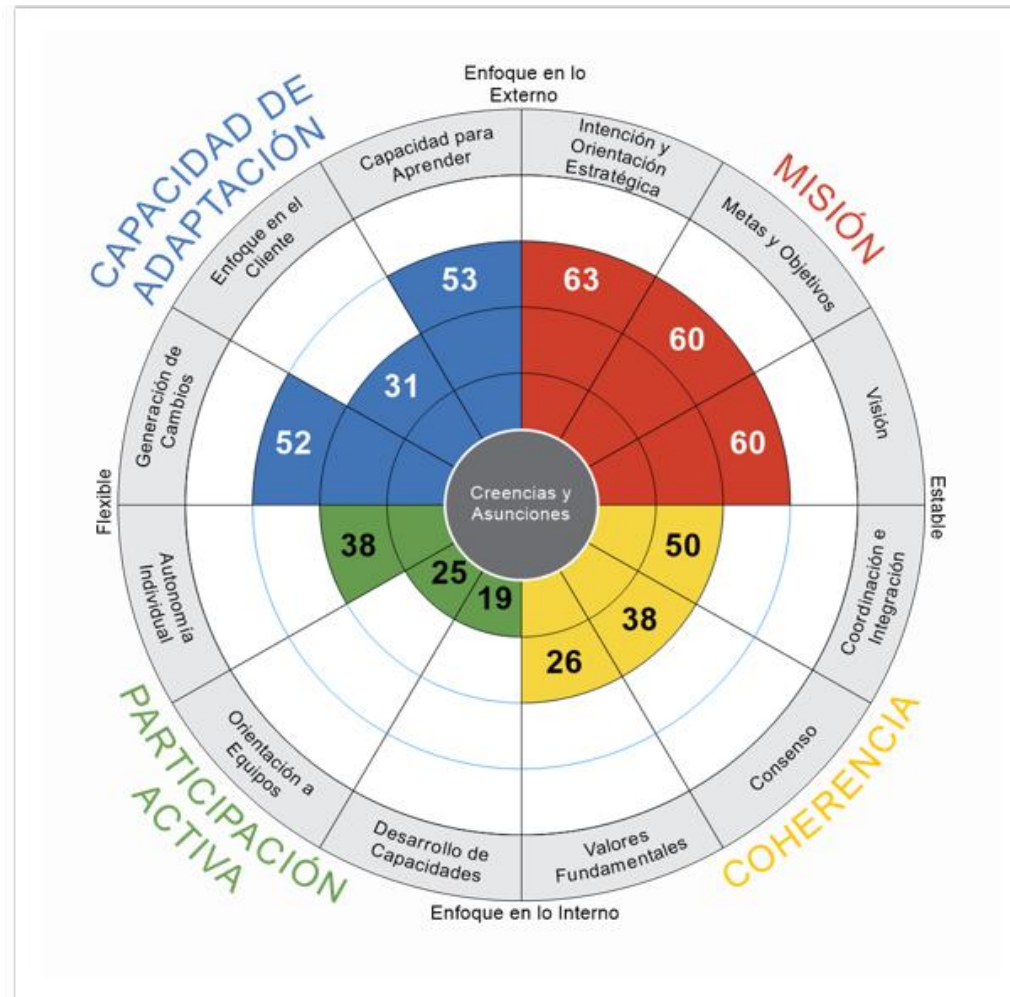 Enfoque en lo
Externo
CAPACIDAD DE
ADAPTACIÓN
MISIÓN
Capacidad para
Aprender
Intención y
Orientación
Estratégica
Enfoque en el
Cliente
Metas y Objetivos
Generación de
Cambios
Visión
53
63
31
60
52
60
Creencias y
Asunciones
Flexible
Estable
38
25
19
50
38
26
Autonomía
Individual
Coordinación e
Integración
Orientación a
Equipos
Consenso
Desarrollo de
Capacidades
Valores
Fundamentales
PARTICIPACIÓN
ACTIVA
COHERENCIA
Enfoque en lo Interno